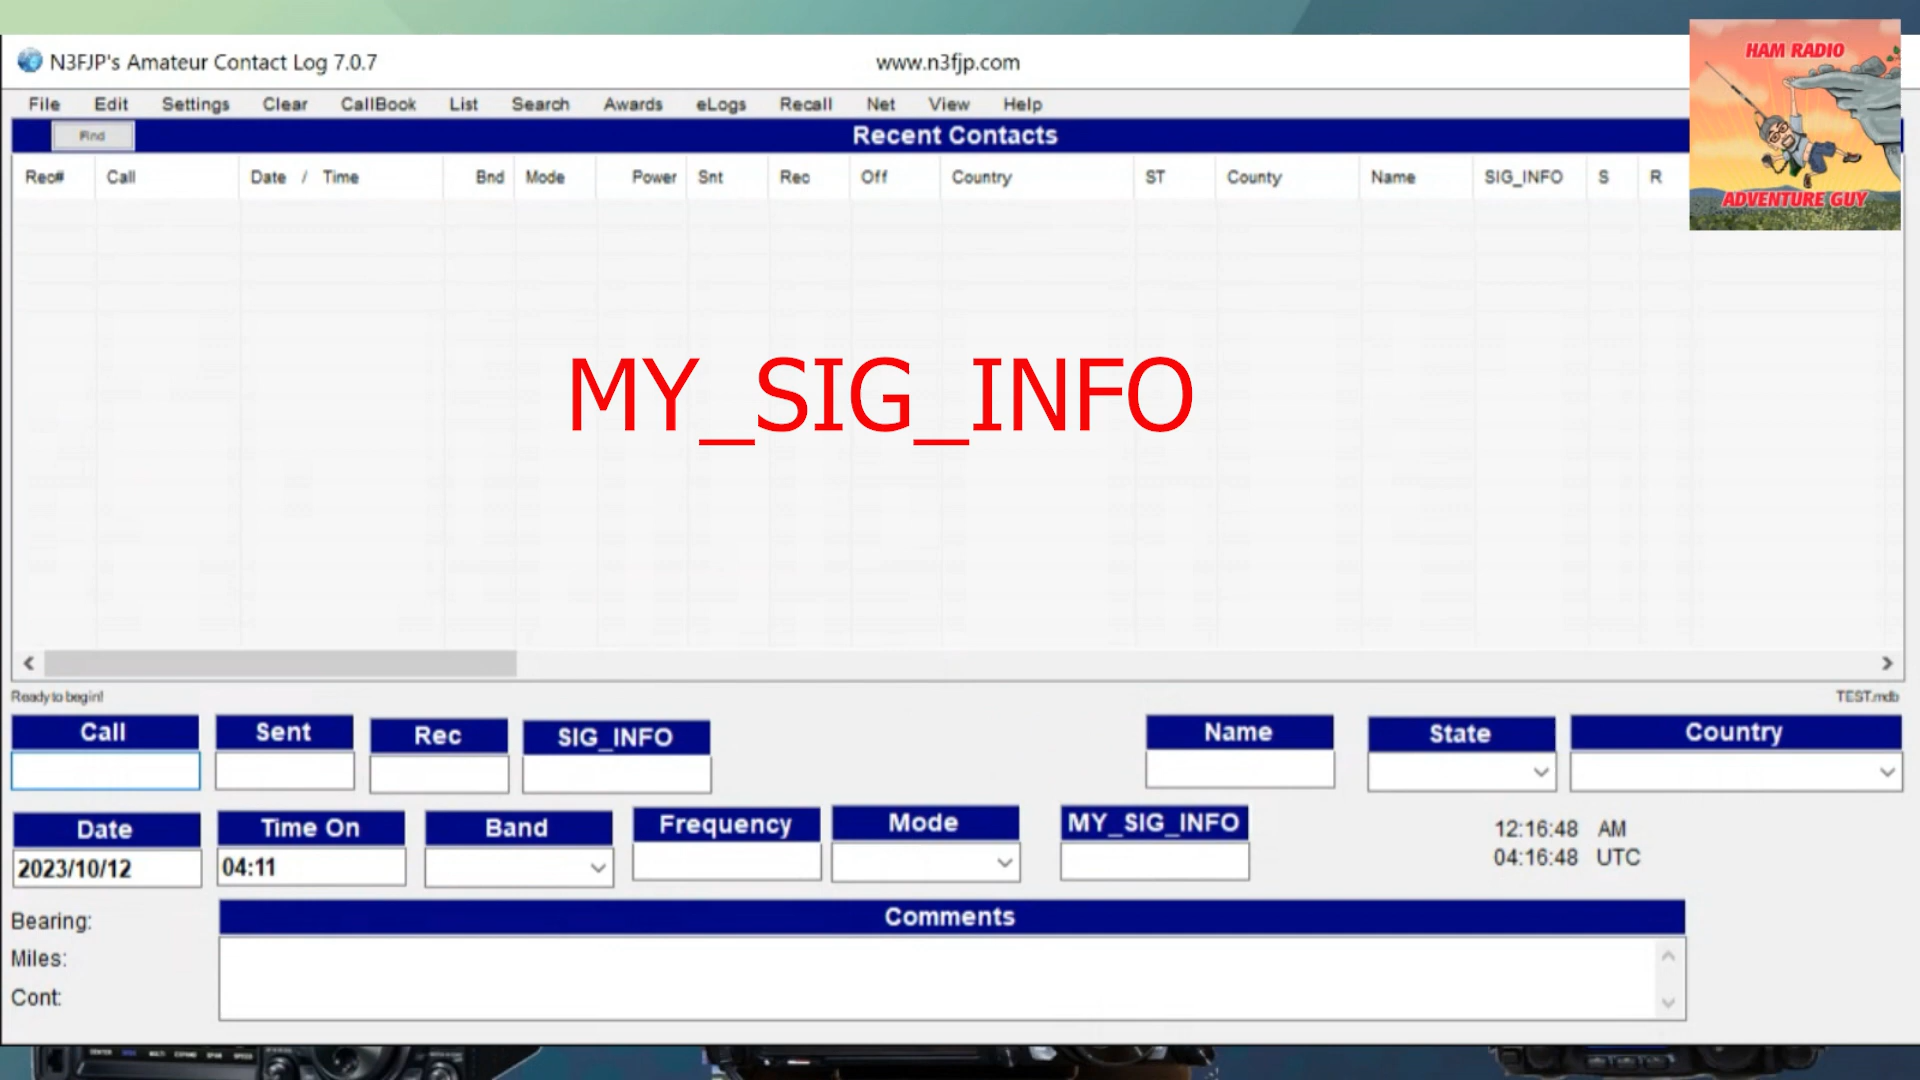 N3FJP's Amateur Contact Log 7.0.7 www.n3fjp.com
HAM RADIO
ADVENTURE GUY
File Edit Settings Clear CallBook List Search Awards eLogs Recall Net View Help
Find Recent Contacts
Rec# Call Date / Time Bnd Mode Power Snt Rec Off Country ST County Name SIG_INFO S R
MY_SIG_INFO
Ready to begin! TEST.mdb
Call Sent Rec SIG_INFO Name State Country
Date Time On Band Frequency Mode MY_SIG_INFO
2023/10/12 04:11
12:16:48 AM
04:16:48 UTC
Bearing:
Miles:
Cont:
Comments